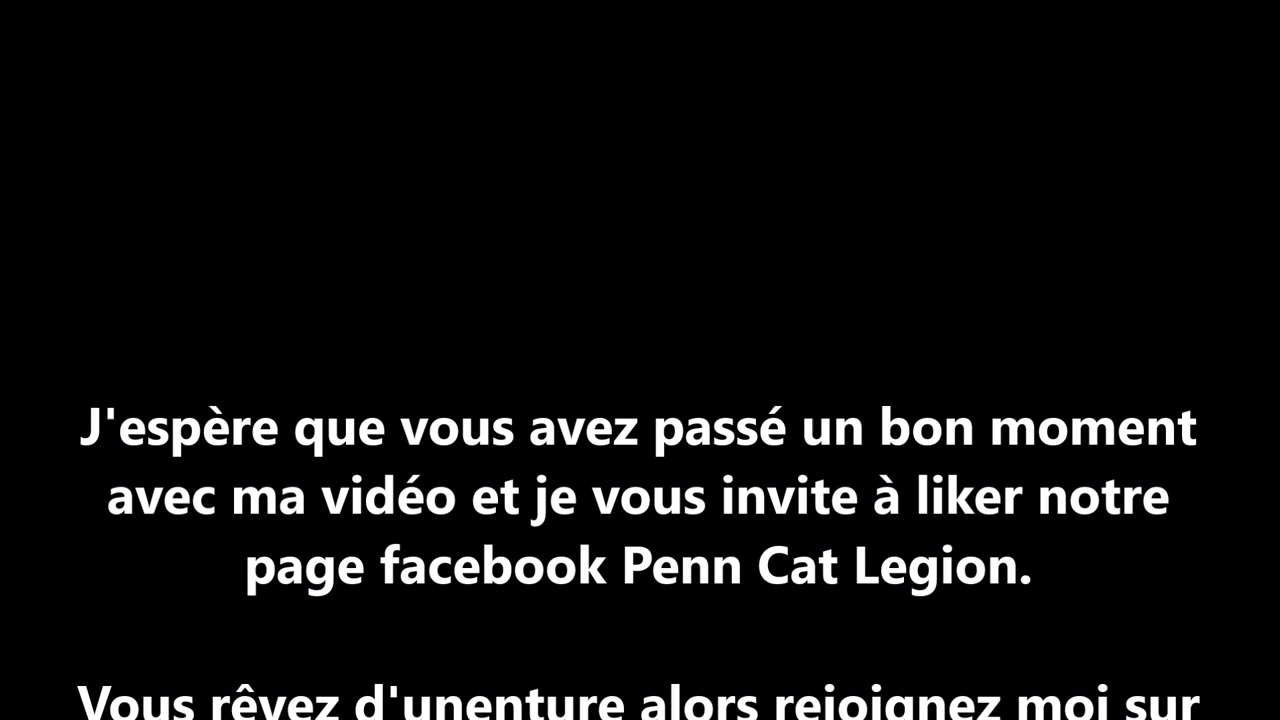 J'espère que vous avez passé un bon moment
avec ma vidéo et je vous invite à liker notre
page facebook Penn Cat Legion.
Vous rêvez d'unenture alors rejoignez moi sur